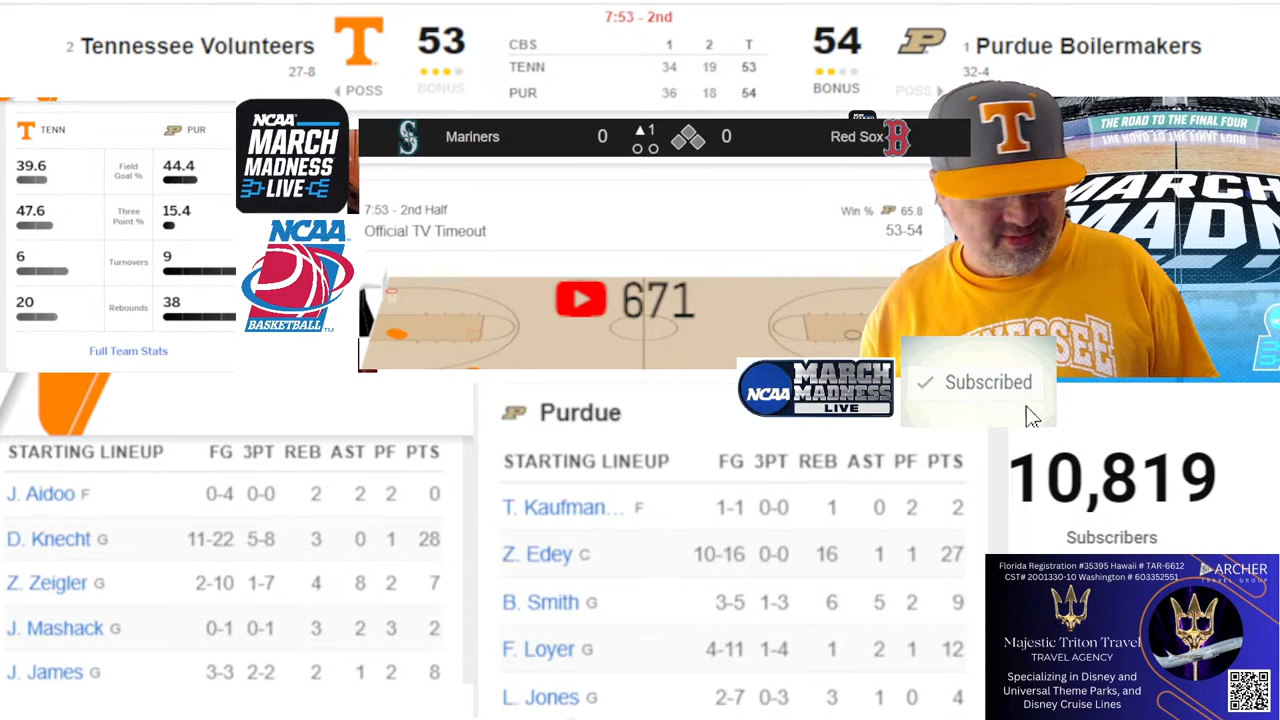 7:53 - 2nd
2 Tennessee Volunteers
27-8
T
53
BONUS
POSS
CBS 1 2 T
TENN 34 19 53
PUR 36 18 54
54
BONUS
P
POSS
1 Purdue Boilermakers
32-4
T TENN P PUR
39.6 Field Goal % 44.4
47.6 Three Point % 15.4
6 Turnovers 9
20 Rebounds 38
Full Team Stats
NCAA
MARCH
MADNESS
LIVE
NCAA
BASKETBALL
TM
Mariners 0 ▲1 0 Red Sox B
7:53 - 2nd Half
Official TV Timeout
Win % P 65.8
53-54
671
T
TENNESSEE
THE ROAD TO THE FINAL FOUR
MARCH
MADN
NCAA
MARCH
MADNESS
LIVE
Subscribed
10,819
Subscribers
STARTING LINEUP FG 3PT REB AST PF PTS
J. Aidoo F 0-4 0-0 2 2 2 0
D. Knecht G 11-22 5-8 3 0 1 28
Z. Zeigler G 2-10 1-7 4 8 2 7
J. Mashack G 0-1 0-1 3 2 3 2
J. James G 3-3 2-2 2 1 2 8
P Purdue
STARTING LINEUP FG 3PT REB AST PF PTS
T. Kaufman... F 1-1 0-0 1 0 2 2
Z. Edey C 10-16 0-0 16 1 1 27
B. Smith G 3-5 1-3 6 5 2 9
F. Loyer G 4-11 1-4 1 2 1 12
L. Jones G 2-7 0-3 3 1 0 4
Florida Registration #35395 Hawaii # TAR-6612
CST# 2001330-10 Washington # 603352551
ARCHER
TRAVEL GROUP
Majestic Triton Travel
TRAVEL AGENCY
Specializing in Disney and
Universal Theme Parks, and
Disney Cruise Lines